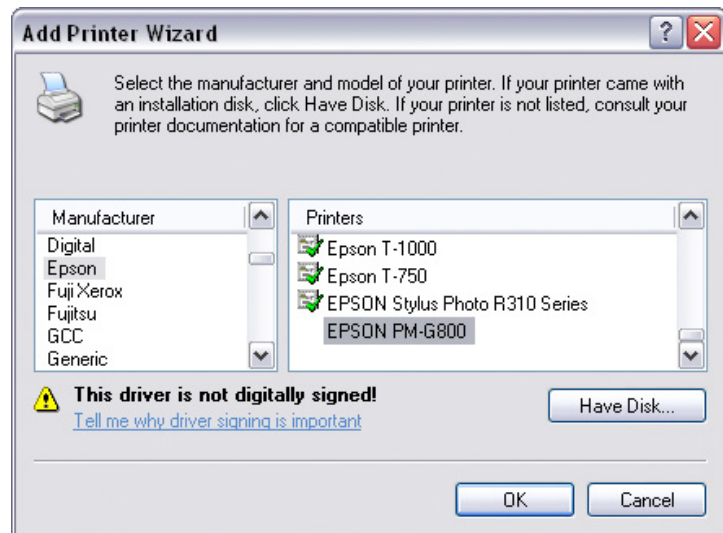 Add Printer Wizard
?
Select the manufacturer and model of your printer. If your printer came with
an installation disk, click Have Disk. If your printer is not listed, consult your
printer documentation for a compatible printer.
Manufacturer
Digital
Epson
Fuji Xerox
Fujitsu
GCC
Generic
Printers
Epson T-1000
Epson T-750
EPSON Stylus Photo R310 Series
EPSON PM-G800
This driver is not digitally signed!
Tell me why driver signing is important
Have Disk...
OK
Cancel